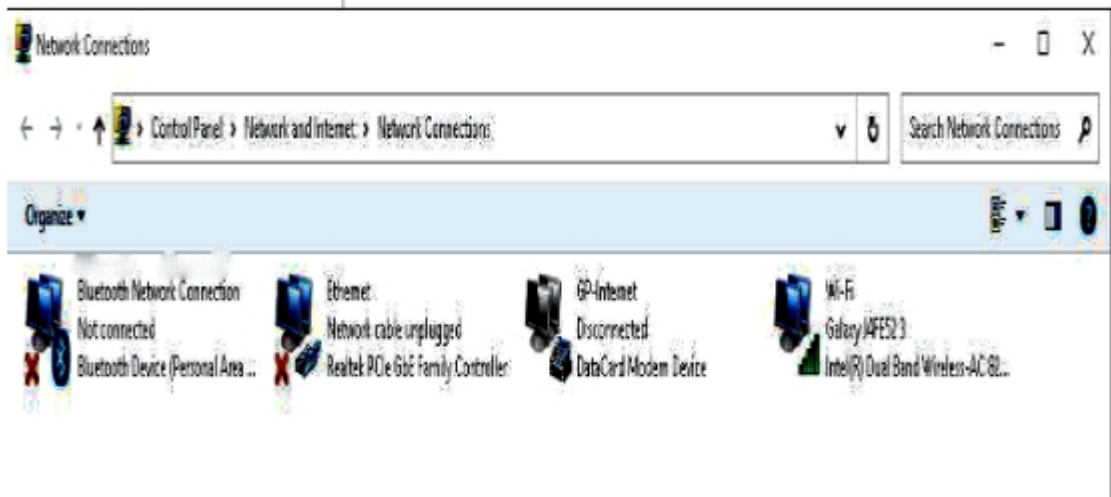 Network Connections
Control Panel > Network and Internet > Network Connections
Search Network Connections
Organize
Bluetooth Network Connection
Not connected
Bluetooth Device (Personal Area ...
Ethernet
Network cable unplugged
Realtek PCIe GbE Family Controller
GP-Internet
Disconnected
DataCard Modem Device
Wi-Fi
Galaxy
Intel(R) Dual Band Wireless-AC 82...